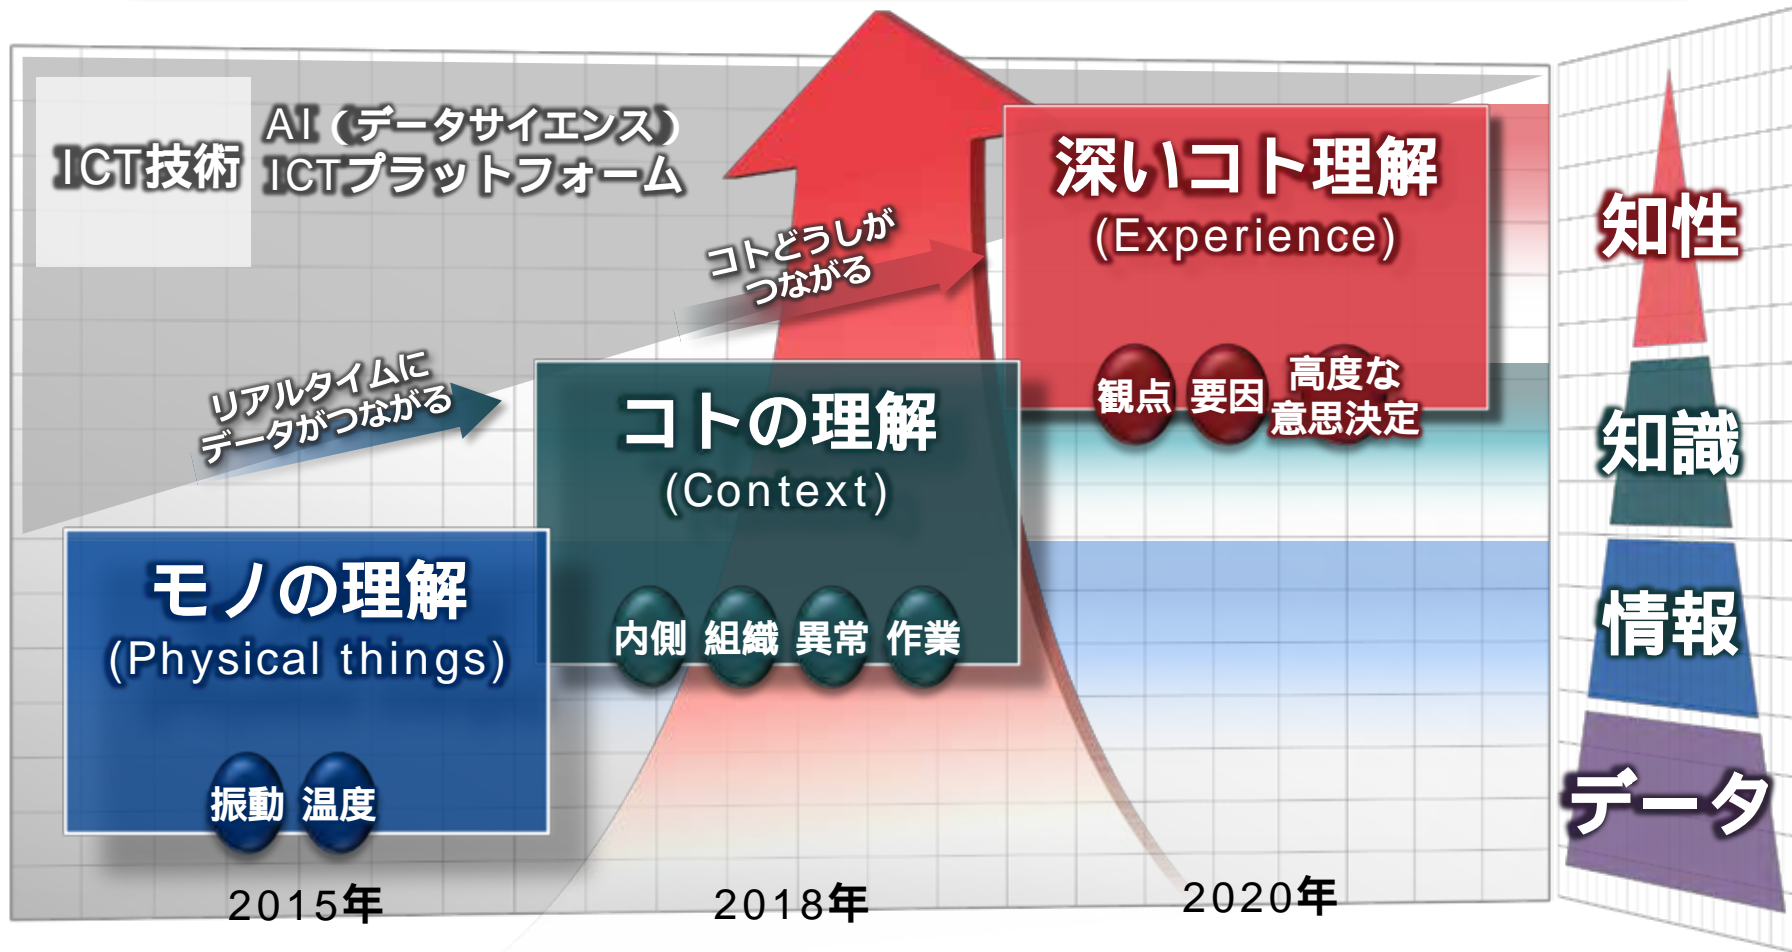 ICT技術
AI（データサイエンス）
ICTプラットフォーム
リアルタイムに
データがつながる
コトどうしが
つながる
深いコト理解
(Experience)
観点
要因
高度な
意思決定
コトの理解
(Context)
内側
組織
異常
作業
モノの理解
(Physical things)
振動
温度
2015年
2018年
2020年
知性
知識
情報
データ